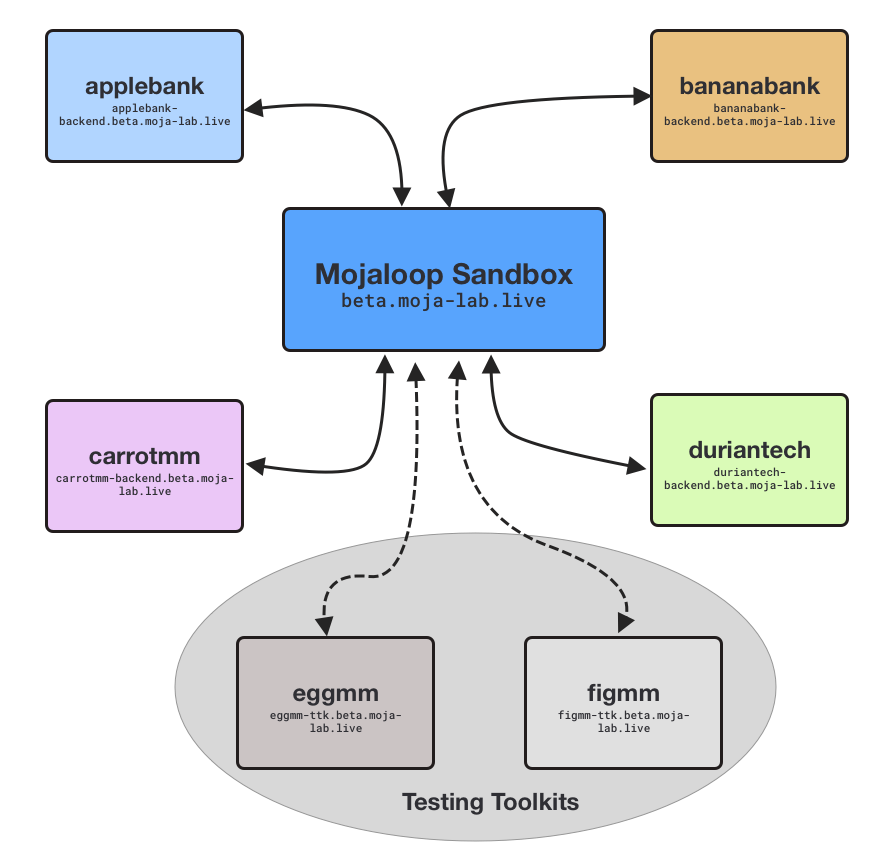 applebank
applebank-
backend.beta.moja-lab.live
bananabank
bananabank-
backend.beta.moja-lab.live
Mojaloop Sandbox
beta.moja-lab.live
carrotmm
carrotmm-backend.beta.moja-
lab.live
duriantech
duriantech-
backend.beta.moja-lab.live
eggmm
eggmm-ttk.beta.moja-
lab.live
figmm
figmm-ttk.beta.moja-
lab.live
Testing Toolkits